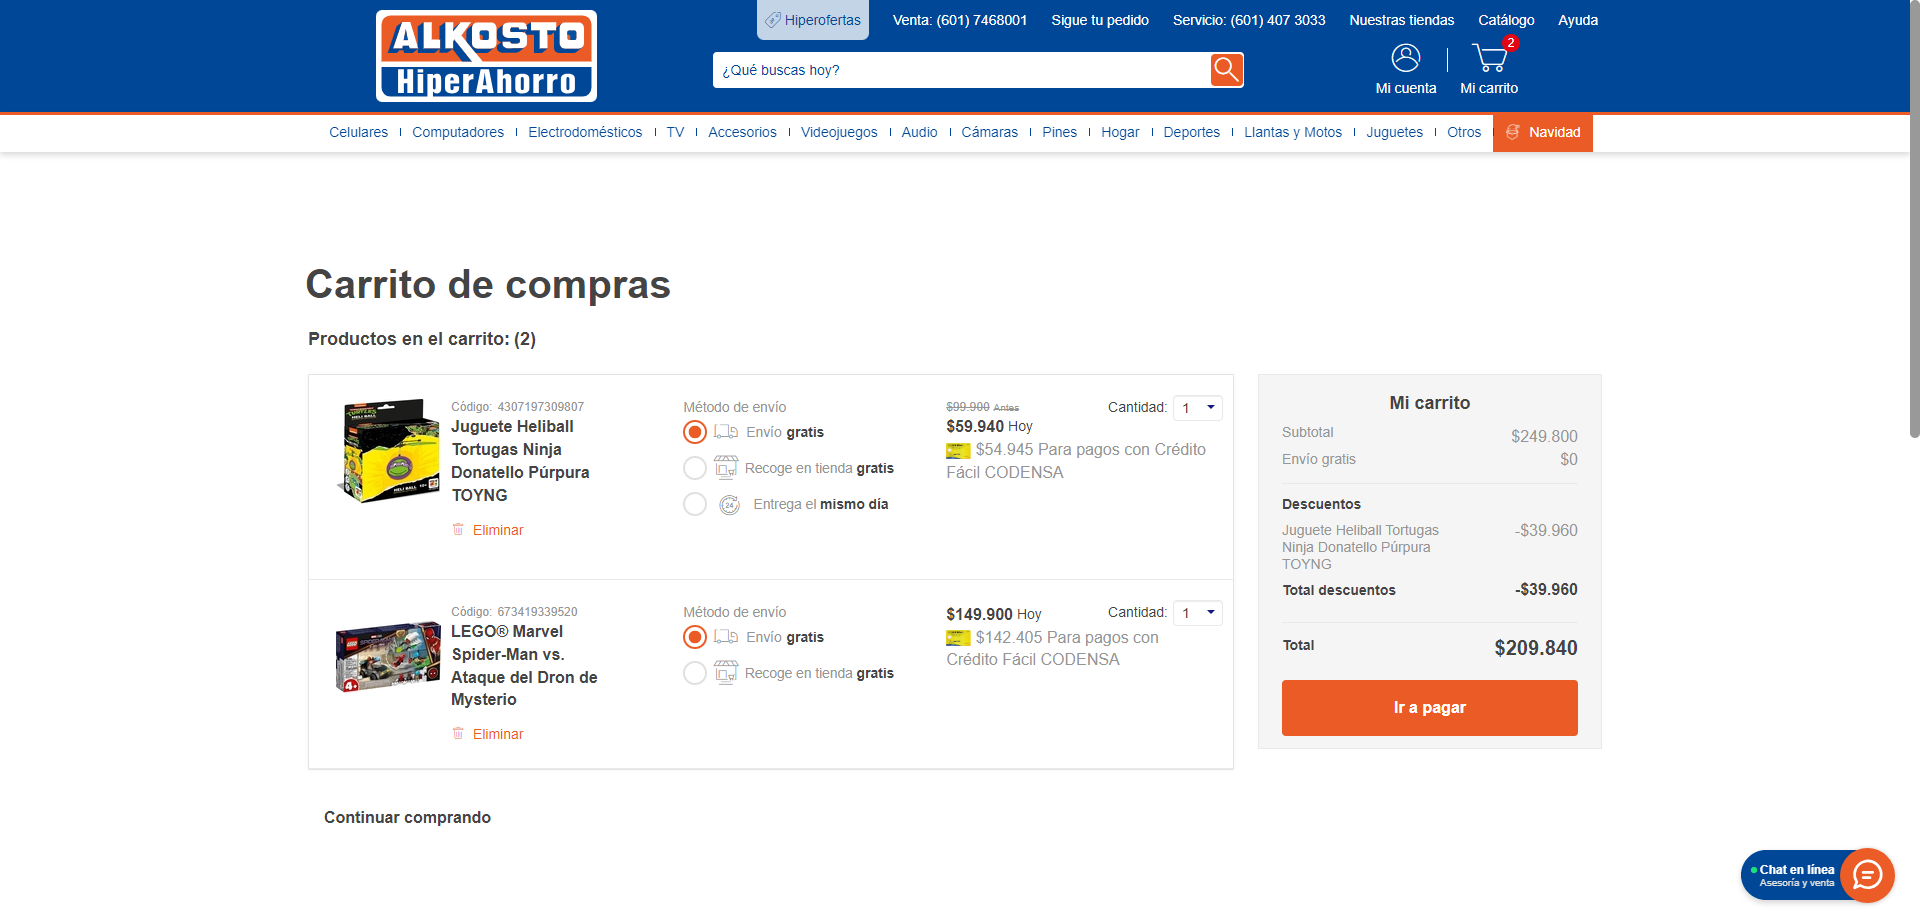 ALKOSTO
HiperAhorro
Hiperofertas
Venta: (601) 7468001
Sigue tu pedido
Servicio: (601) 407 3033
Nuestras tiendas
Catálogo
Ayuda
¿Qué buscas hoy?
Mi cuenta
2
Mi carrito
Celulares
Computadores
Electrodomésticos
TV
Accesorios
Videojuegos
Audio
Cámaras
Pines
Hogar
Deportes
Llantas y Motos
Juguetes
Otros
Navidad
Carrito de compras
Productos en el carrito: (2)
Código: 4307197309807
Juguete Heliball
Tortugas Ninja
Donatello Púrpura
TOYNG
Eliminar
Método de envío
Envío gratis
Recoge en tienda gratis
24
Entrega el mismo día
$99.900 Antes
$59.940 Hoy
$54.945 Para pagos con Crédito
Fácil CODENSA
Cantidad: 1
Código: 673419339520
LEGO® Marvel
Spider-Man vs.
Ataque del Dron de
Mysterio
Eliminar
Método de envío
Envío gratis
Recoge en tienda gratis
$149.900 Hoy
$142.405 Para pagos con
Crédito Fácil CODENSA
Cantidad: 1
Mi carrito
Subtotal $249.800
Envío gratis $0
Descuentos
Juguete Heliball Tortugas -$39.960
Ninja Donatello Púrpura
TOYNG
Total descuentos -$39.960
Total $209.840
Ir a pagar
Continuar comprando
Chat en línea
Asesoría y venta